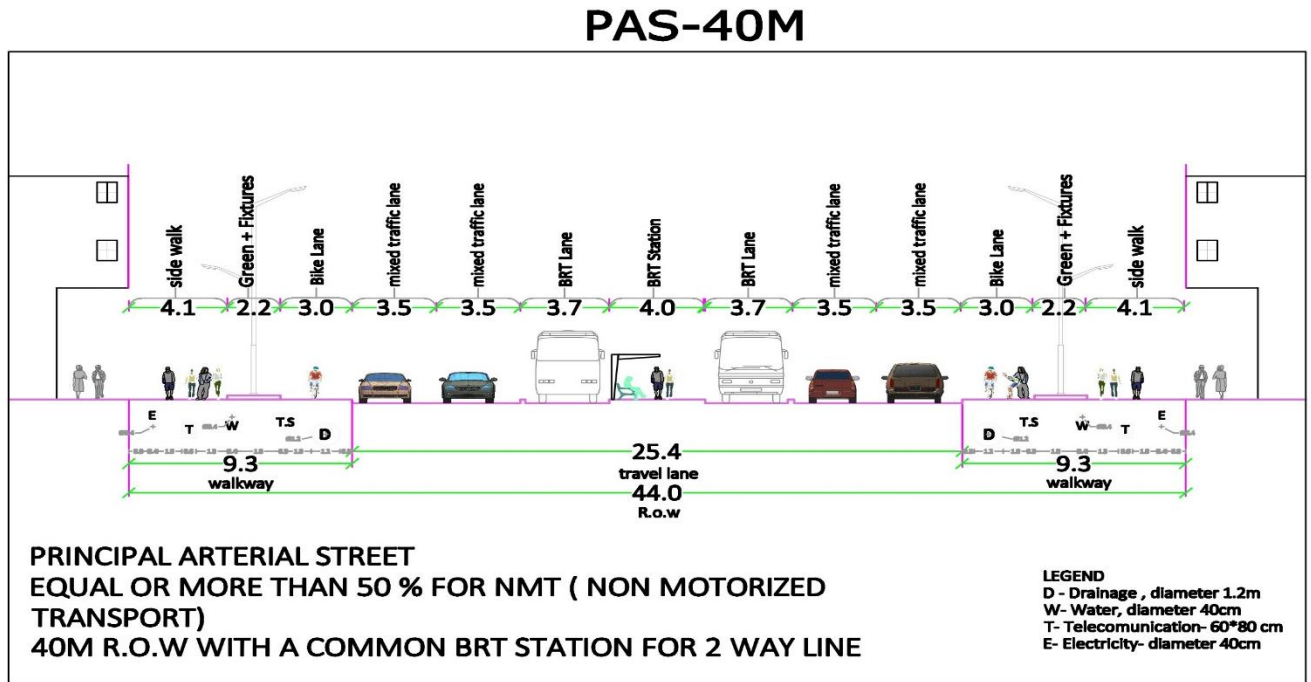 PAS-40M
side walk
Green + Fixtures
Bike Lane
mixed traffic lane
mixed traffic lane
BRT Lane
BRT Station
BRT Lane
mixed traffic lane
mixed traffic lane
Bike Lane
Green + Fixtures
side walk
4.1 2.2 3.0 3.5 3.5 3.7 4.0 3.7 3.5 3.5 3.0 2.2 4.1
E T W T.S D
D T.S W T E
9.3 25.4 9.3
walkway travel lane walkway
44.0
R.o.w
PRINCIPAL ARTERIAL STREET
EQUAL OR MORE THAN 50 % FOR NMT ( NON MOTORIZED
TRANSPORT)
40M R.O.W WITH A COMMON BRT STATION FOR 2 WAY LINE
LEGEND
D - Drainage , diameter 1.2m
W- Water, diameter 40cm
T- Telecomunication- 60*80 cm
E- Electricity- diameter 40cm